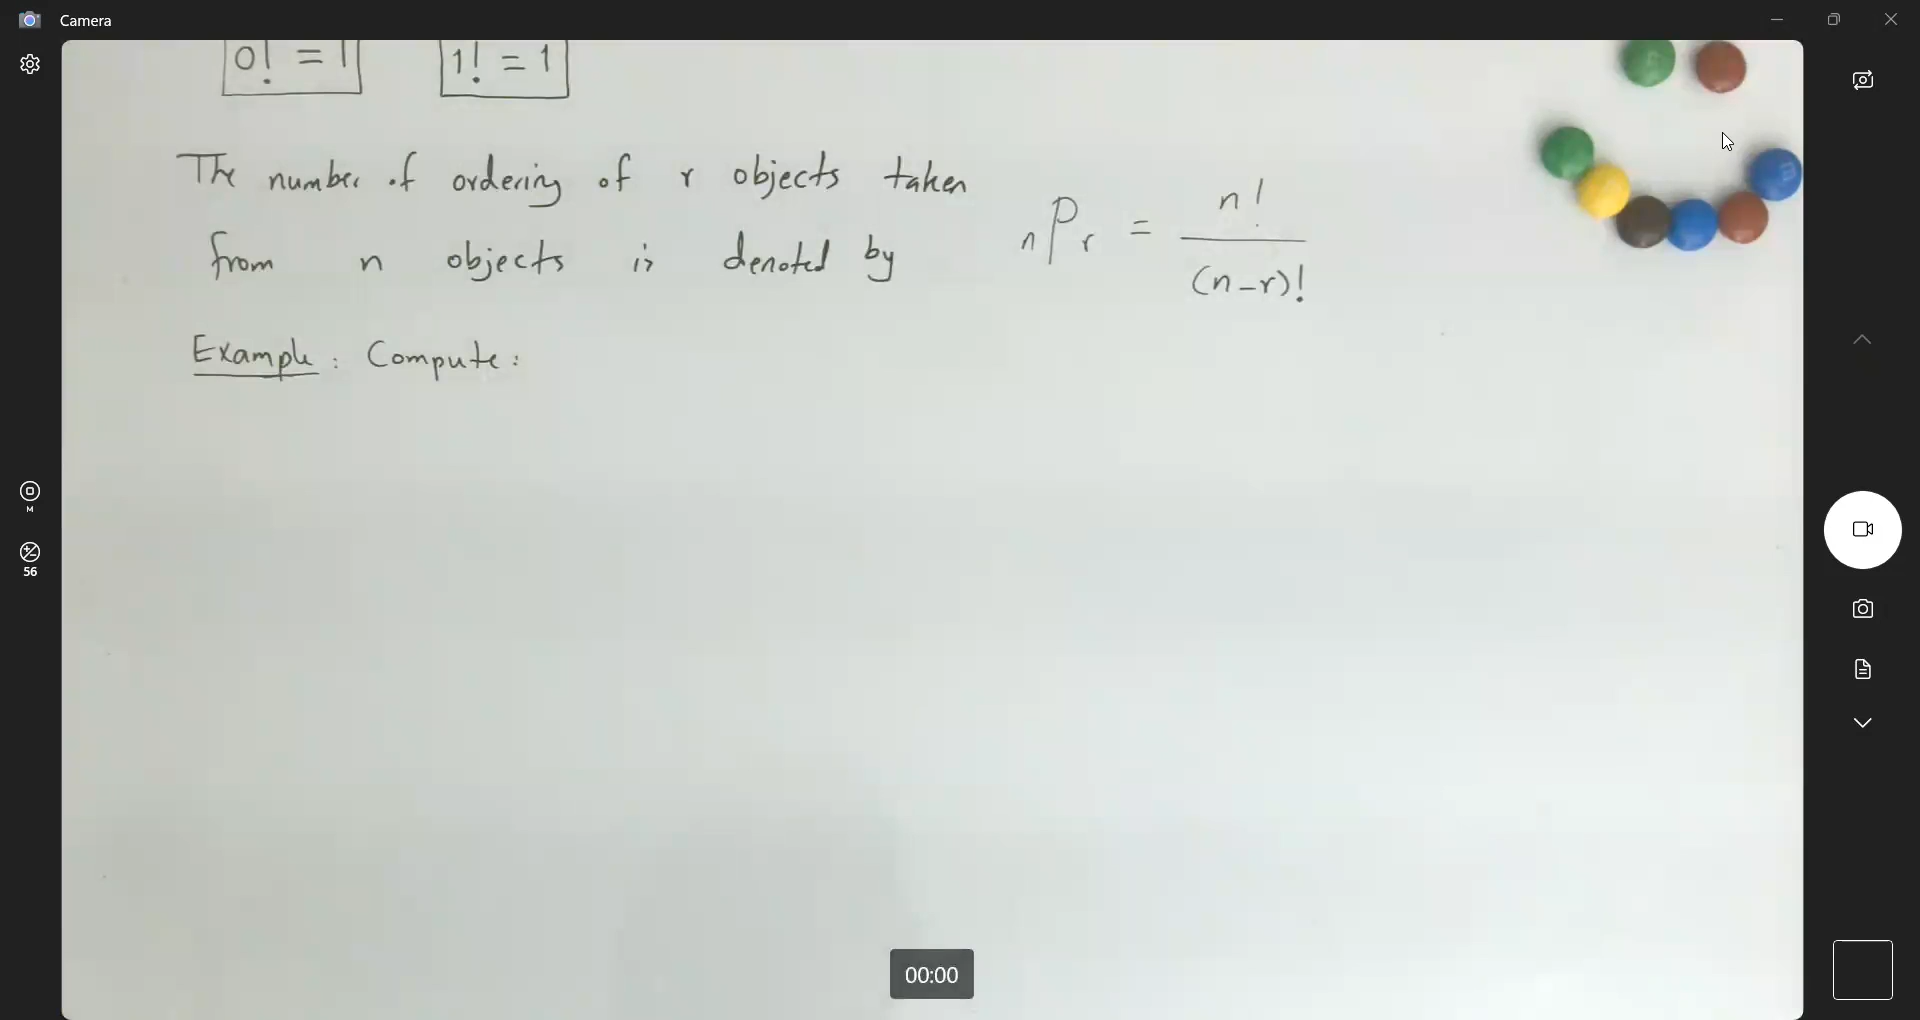 Camera
0! = 1 1! = 1
The number of ordering of r objects taken
from n objects is denoted by nPr = n! / (n-r)!
Example: Compute:
M
56
00:00